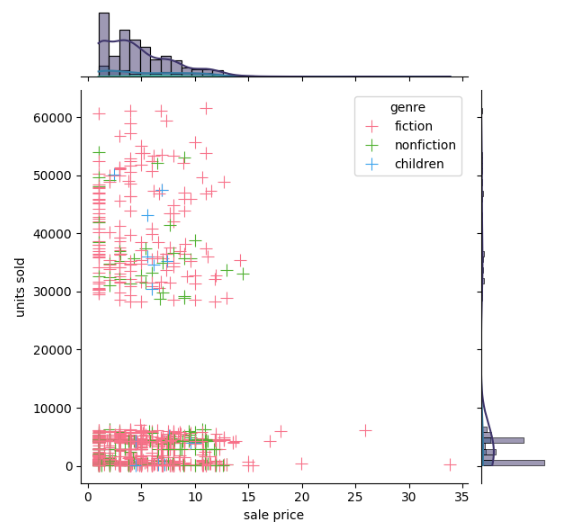 genre
fiction
nonfiction
children
60000
50000
40000
30000
20000
10000
0
units sold
0 5 10 15 20 25 30 35
sale price